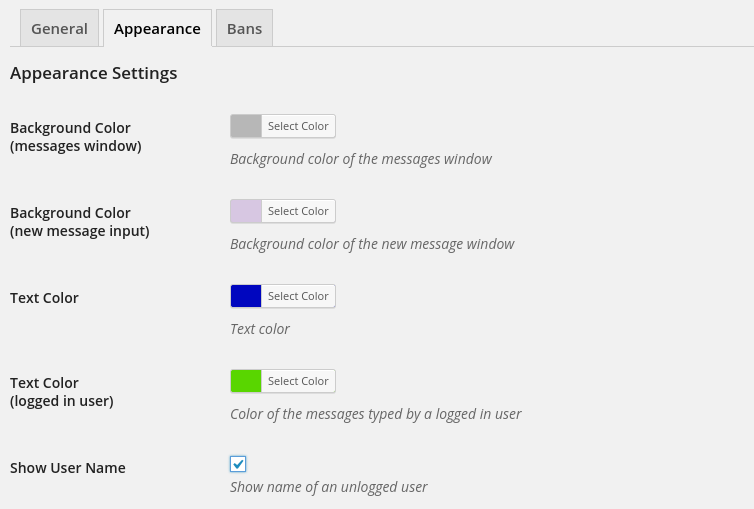 General Appearance Bans
Appearance Settings
Background Color
(messages window)
Select Color
Background color of the messages window
Background Color
(new message input)
Select Color
Background color of the new message window
Text Color
Select Color
Text color
Text Color
(logged in user)
Select Color
Color of the messages typed by a logged in user
Show User Name
Show name of an unlogged user